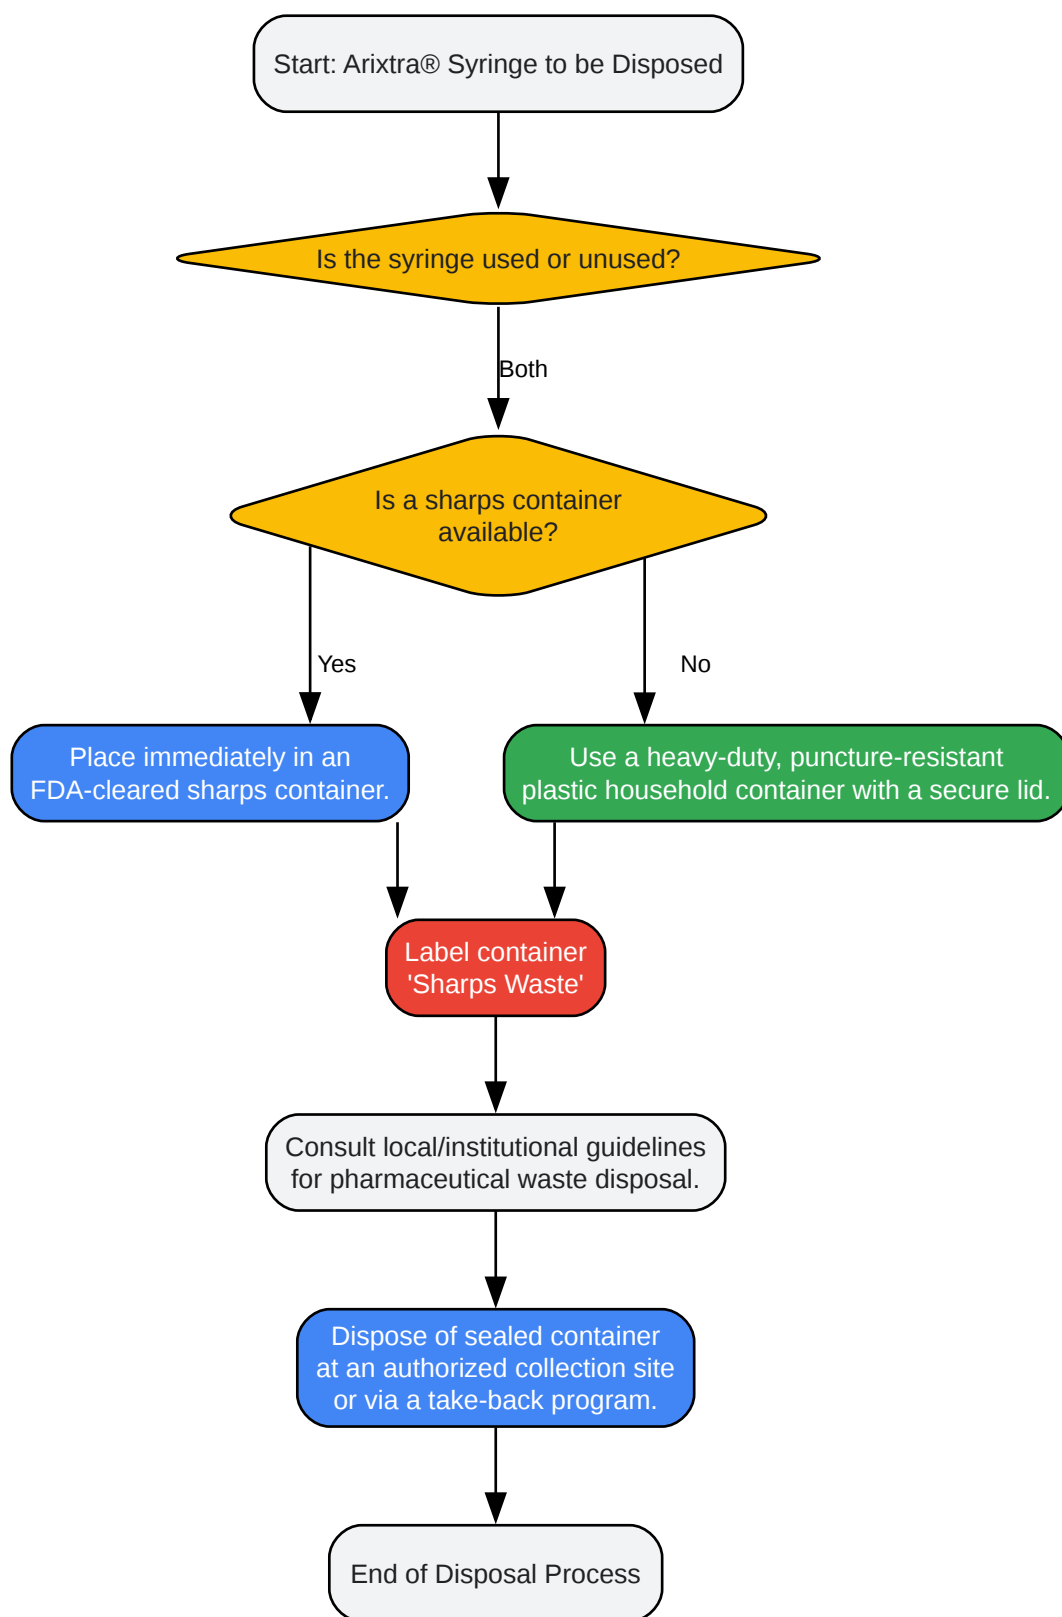 Start: Arixtra® Syringe to be Disposed
Is the syringe used or unused?
Both
Is a sharps container
available?
Yes
No
Place immediately in an
FDA-cleared sharps container.
Use a heavy-duty, puncture-resistant
plastic household container with a secure lid.
Label container
'Sharps Waste'
Consult local/institutional guidelines
for pharmaceutical waste disposal.
Dispose of sealed container
at an authorized collection site
or via a take-back program.
End of Disposal Process